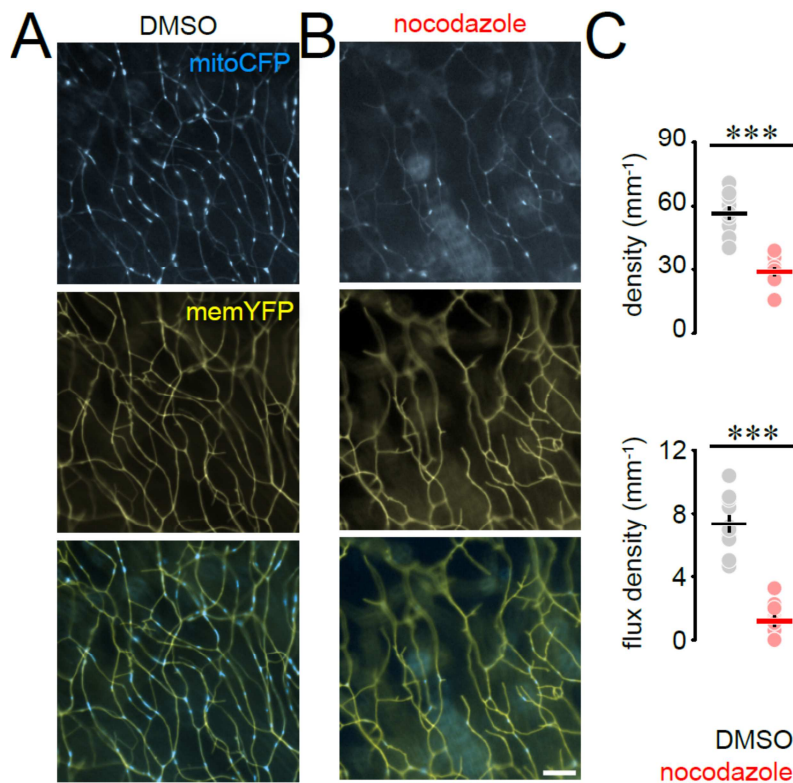 A
DMSO
mitoCFP
memYFP
B
nocodazole
C
density (mm⁻¹)
90
60
30
0
***
flux density (mm⁻¹)
12
8
4
0
***
DMSO
nocodazole